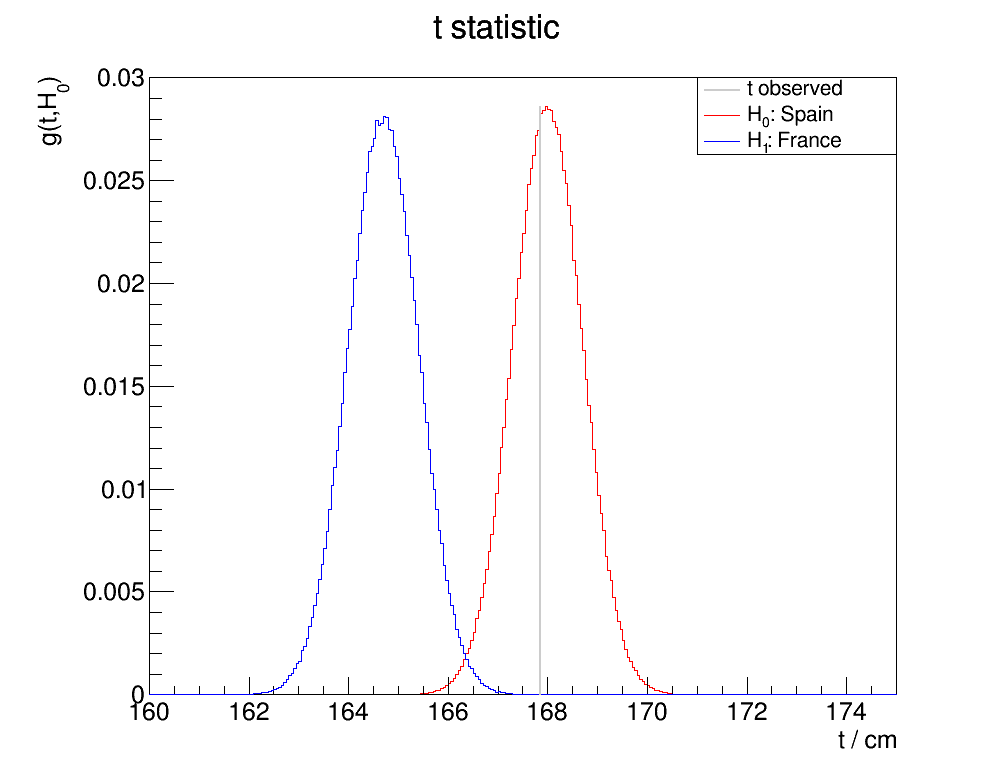 t statistic
g(t,H0)
0.03
0.025
0.02
0.015
0.01
0.005
0
160 162 164 166 168 170 172 174
t / cm
t observed
H0: Spain
H1: France